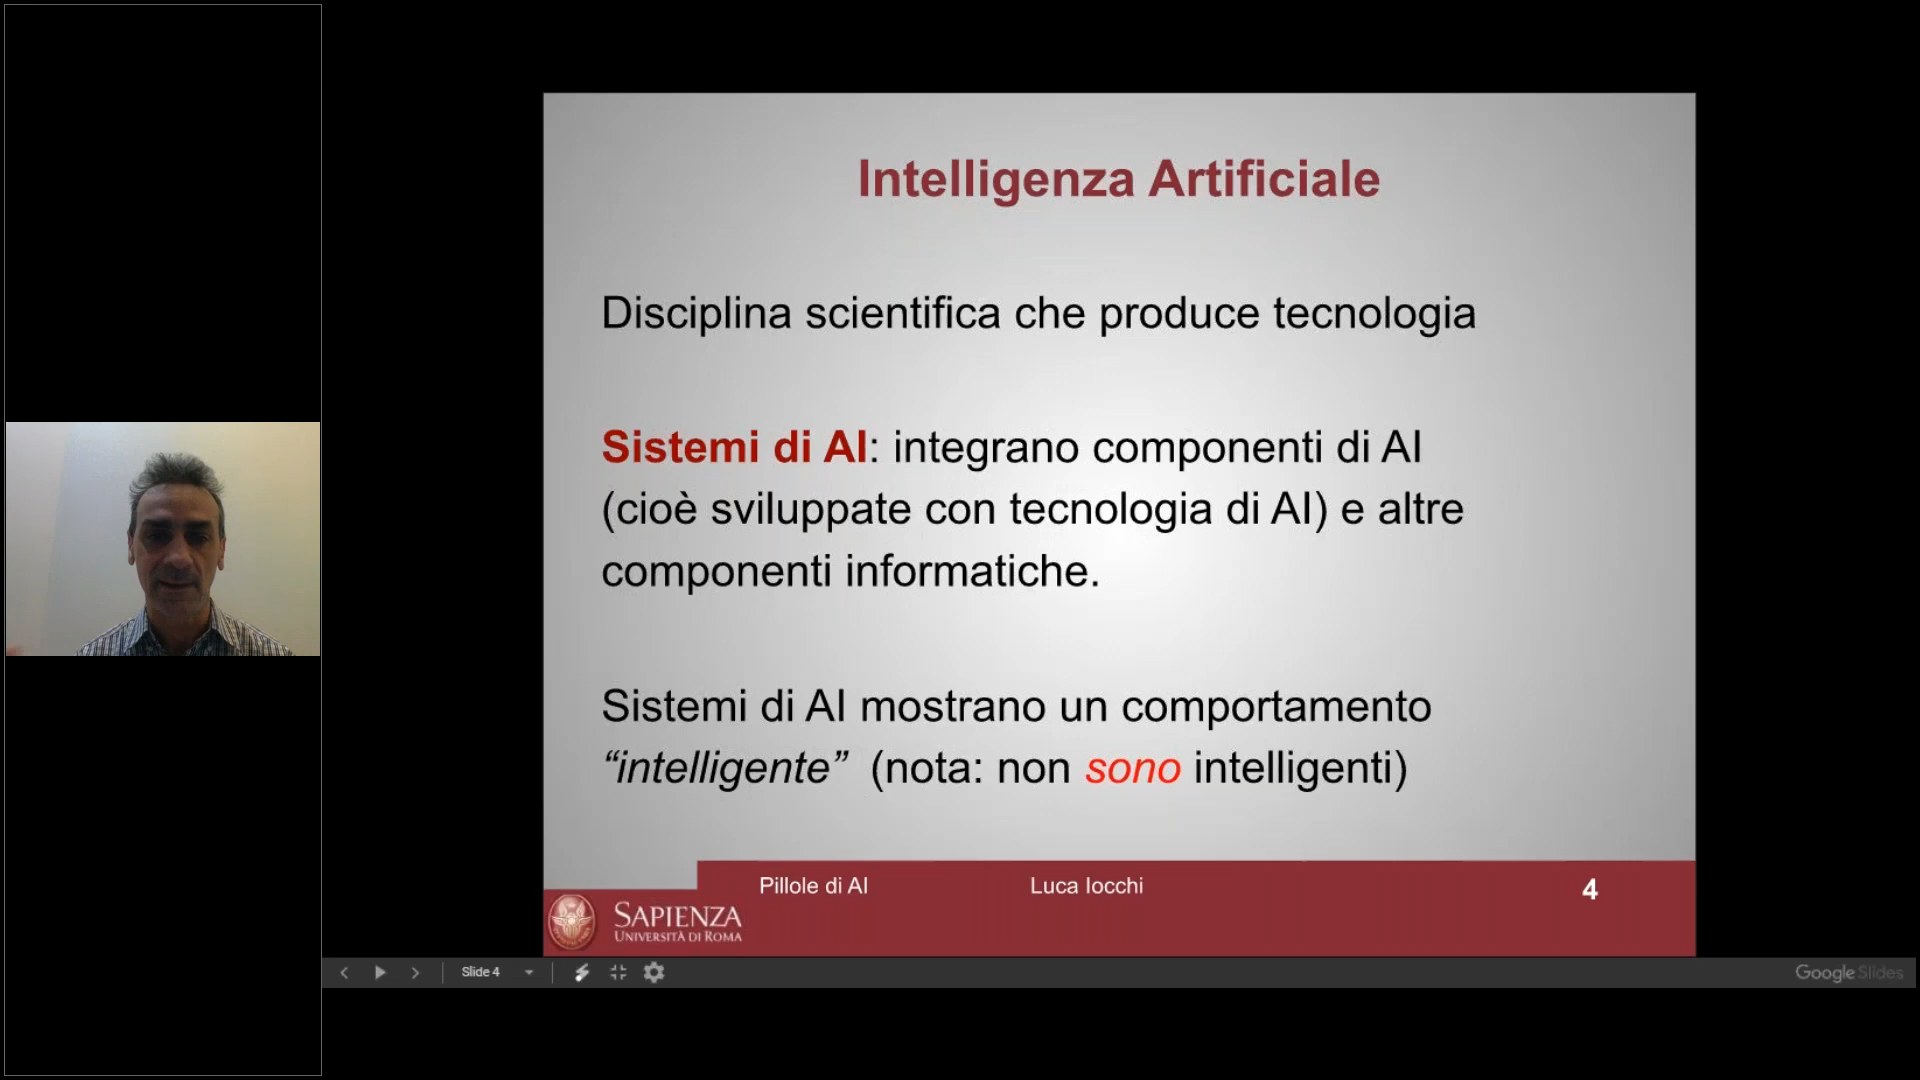 Intelligenza Artificiale
Disciplina scientifica che produce tecnologia
Sistemi di AI: integrano componenti di AI
(cioè sviluppate con tecnologia di AI) e altre
componenti informatiche.
Sistemi di AI mostrano un comportamento
“intelligente” (nota: non sono intelligenti)
Pillole di AI
Luca Iocchi
4
SAPIENZA
UNIVERSITÀ DI ROMA
Slide 4
Google Slides